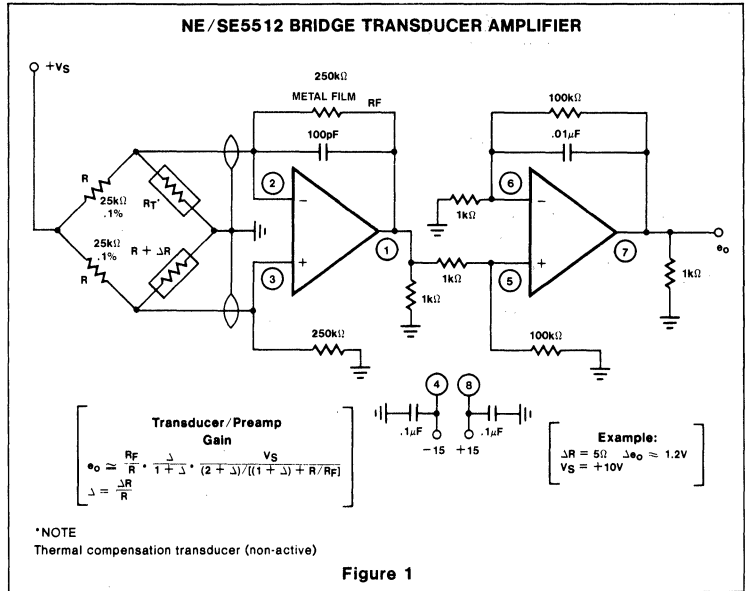 NE/SE5512 BRIDGE TRANSDUCER AMPLIFIER
+VS
250kΩ
METAL FILM RF
100pF
100kΩ
.01µF
R
25kΩ
.1%
RT*
25kΩ
.1%
R
R + ΔR
2
−
3
+
1
1kΩ
1kΩ
250kΩ
1kΩ
6
−
5
+
7
eo
1kΩ
100kΩ
4
8
.1µF
.1µF
−15
+15
Transducer/Preamp
Gain
eo ≃ RF/R · Δ/1 + Δ · VS/(2 + Δ)/[(1 + Δ) + R/RF]
Δ = ΔR/R
Example:
ΔR = 5Ω Δeo ≈ 1.2V
VS = +10V
*NOTE
Thermal compensation transducer (non-active)
Figure 1